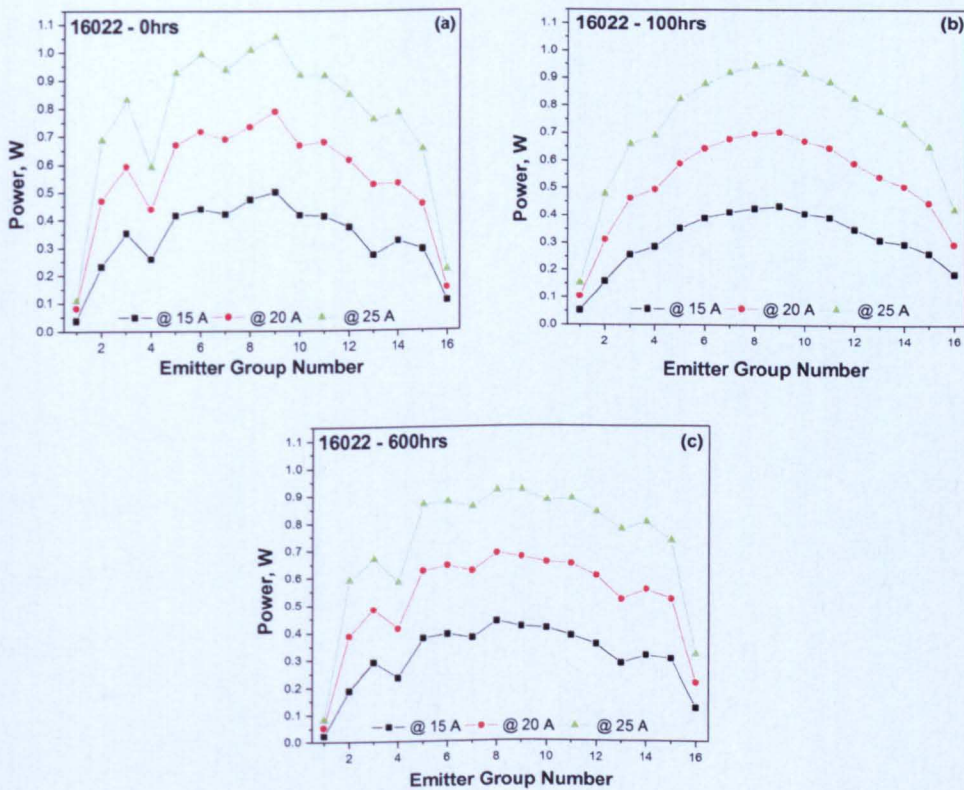 16022 - 0hrs (a)
1.1
1.0
0.9
0.8
0.7
0.6
0.5
0.4
0.3
0.2
0.1
0.0
Power, W
@ 15 A @ 20 A @ 25 A
2 4 6 8 10 12 14 16
Emitter Group Number
16022 - 100hrs (b)
1.1
1.0
0.9
0.8
0.7
0.6
0.5
0.4
0.3
0.2
0.1
0.0
Power, W
@ 15 A @ 20 A @ 25 A
2 4 6 8 10 12 14 16
Emitter Group Number
16022 - 600hrs (c)
1.1
1.0
0.9
0.8
0.7
0.6
0.5
0.4
0.3
0.2
0.1
0.0
Power, W
@ 15 A @ 20 A @ 25 A
2 4 6 8 10 12 14 16
Emitter Group Number